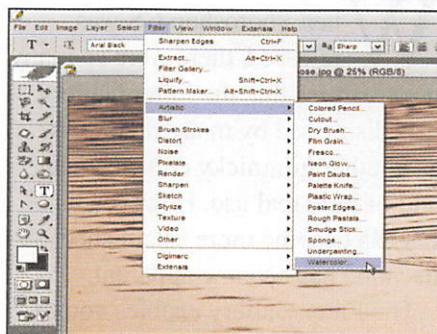 File Edit Image Layer Select Filter View Window Extensis Help
T Arial Black aa Sharp
ose.jpg @ 25% (RGB/8)
Sharpen Edges Ctrl+F
Extract... Alt+Ctrl+X
Filter Gallery...
Liquify... Shift+Ctrl+X
Pattern Maker... Alt+Shift+Ctrl+X
Artistic
Blur
Brush Strokes
Distort
Noise
Pixelate
Render
Sharpen
Sketch
Stylize
Texture
Video
Other
Digimarc
Extensis
Colored Pencil...
Cutout...
Dry Brush...
Film Grain...
Fresco...
Neon Glow...
Paint Daubs...
Palette Knife...
Plastic Wrap...
Poster Edges...
Rough Pastels...
Smudge Stick...
Sponge...
Underpainting...
Watercolor...
T